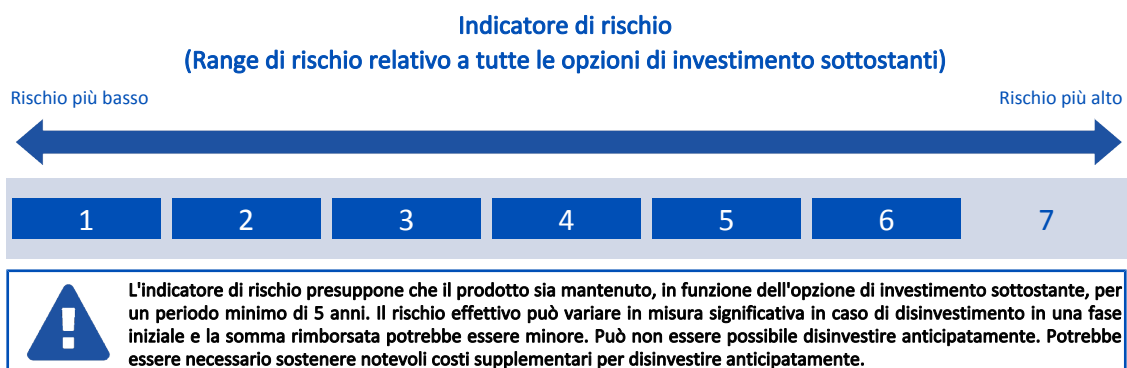 Indicatore di rischio
(Range di rischio relativo a tutte le opzioni di investimento sottostanti)
Rischio più basso
Rischio più alto
1 2 3 4 5 6 7
L'indicatore di rischio presuppone che il prodotto sia mantenuto, in funzione dell'opzione di investimento sottostante, per
un periodo minimo di 5 anni. Il rischio effettivo può variare in misura significativa in caso di disinvestimento in una fase
iniziale e la somma rimborsata potrebbe essere minore. Può non essere possibile disinvestire anticipatamente. Potrebbe
essere necessario sostenere notevoli costi supplementari per disinvestire anticipatamente.